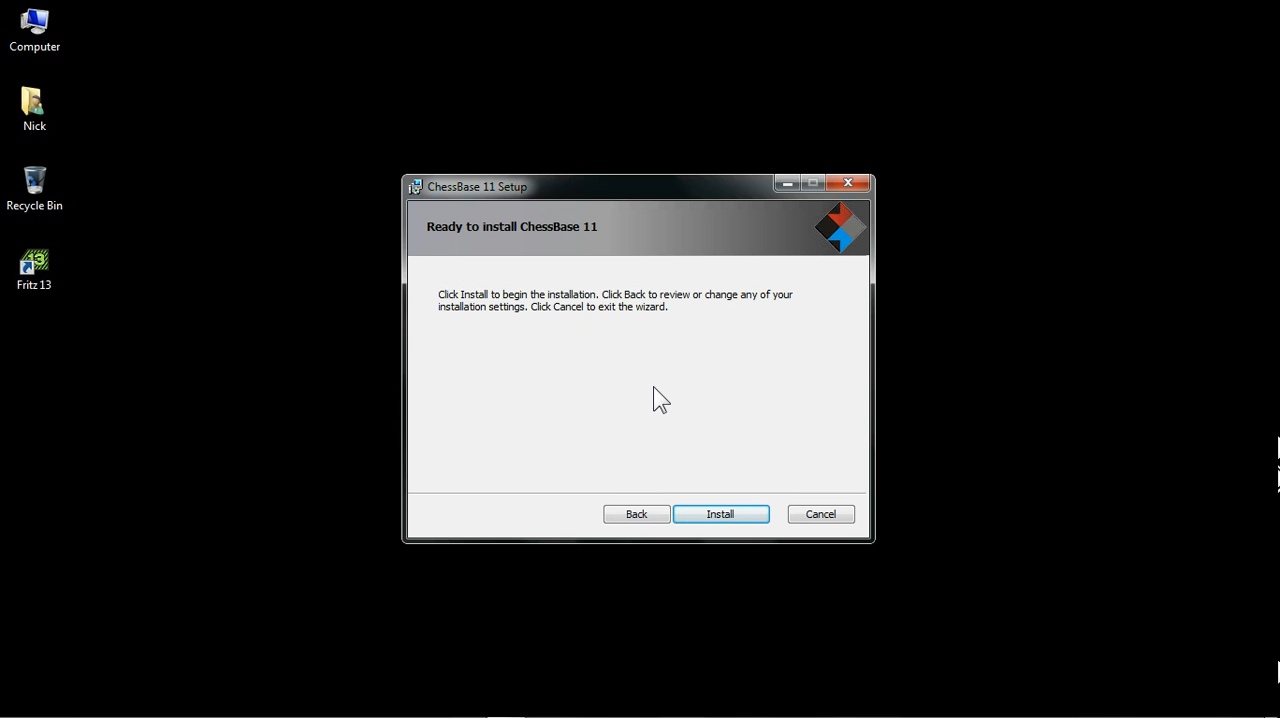 Computer
Nick
Recycle Bin
13
Fritz 13
ChessBase 11 Setup
Ready to install ChessBase 11
Click Install to begin the installation. Click Back to review or change any of your
installation settings. Click Cancel to exit the wizard.
Back
Install
Cancel